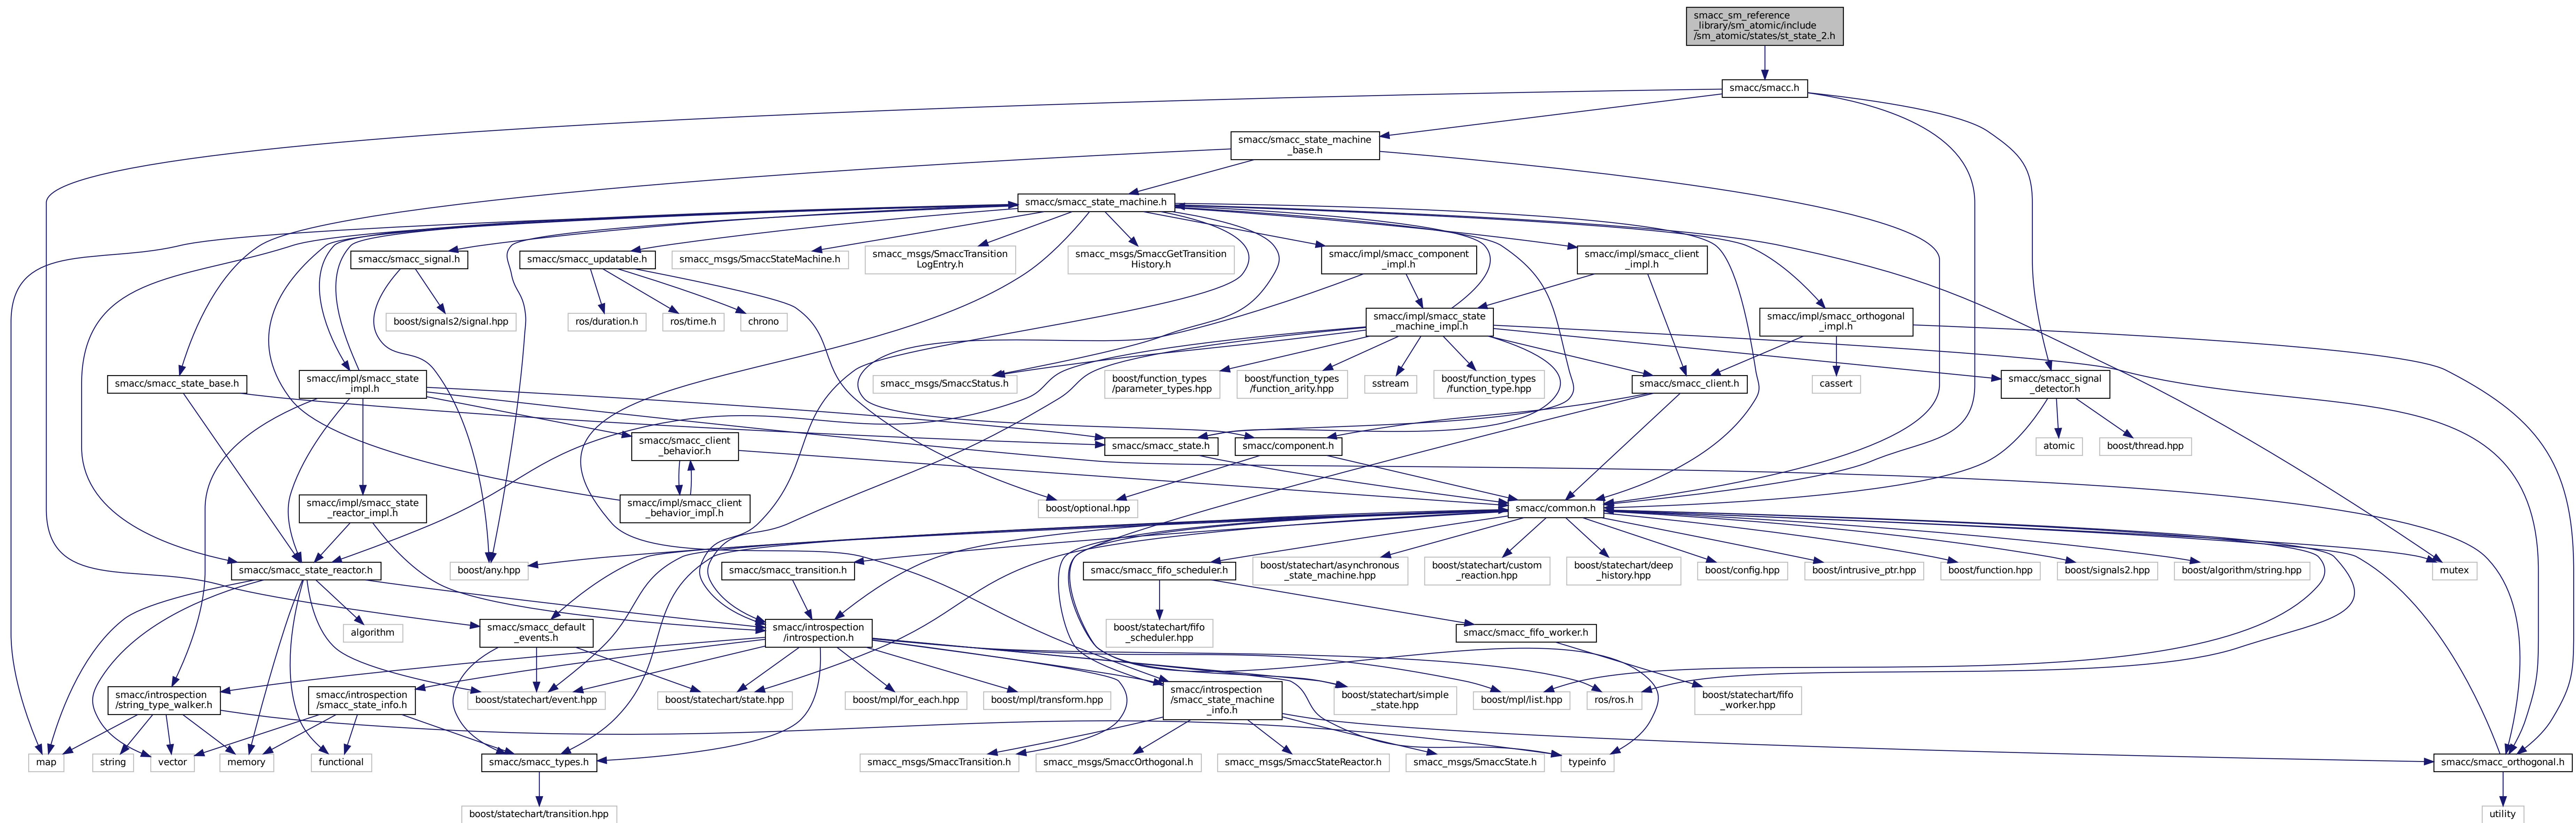 smacc_sm_reference
_library/sm_atomic/include
/sm_atomic/states/st_state_2.h
smacc/smacc.h
smacc/smacc_state_machine
_base.h
smacc/smacc_state_machine.h
smacc/smacc_signal.h
smacc/smacc_updatable.h
smacc_msgs/SmaccStateMachine.h
smacc_msgs/SmaccTransition
LogEntry.h
smacc_msgs/SmaccGetTransition
History.h
smacc/impl/smacc_component
_impl.h
smacc/impl/smacc_client
_impl.h
boost/signals2/signal.hpp
ros/duration.h
ros/time.h
chrono
smacc/impl/smacc_state
_machine_impl.h
smacc/impl/smacc_orthogonal
_impl.h
smacc/smacc_state_base.h
smacc/impl/smacc_state
_impl.h
smacc_msgs/SmaccStatus.h
boost/function_types
/parameter_types.hpp
boost/function_types
/function_arity.hpp
sstream
boost/function_types
/function_type.hpp
smacc/smacc_client.h
cassert
smacc/smacc_signal
_detector.h
smacc/smacc_client
_behavior.h
smacc/smacc_state.h
smacc/component.h
atomic
boost/thread.hpp
smacc/impl/smacc_state
_reactor_impl.h
smacc/impl/smacc_client
_behavior_impl.h
boost/optional.hpp
smacc/common.h
smacc/smacc_state_reactor.h
boost/any.hpp
smacc/smacc_transition.h
smacc/smacc_fifo_scheduler.h
boost/statechart/asynchronous
_state_machine.hpp
boost/statechart/custom
_reaction.hpp
boost/statechart/deep
_history.hpp
boost/config.hpp
boost/intrusive_ptr.hpp
boost/function.hpp
boost/signals2.hpp
boost/algorithm/string.hpp
mutex
algorithm
smacc/smacc_default
_events.h
smacc/introspection
/introspection.h
boost/statechart/fifo
_scheduler.hpp
smacc/smacc_fifo_worker.h
smacc/introspection
/string_type_walker.h
smacc/introspection
/smacc_state_info.h
boost/statechart/event.hpp
boost/statechart/state.hpp
boost/mpl/for_each.hpp
boost/mpl/transform.hpp
smacc/introspection
/smacc_state_machine
_info.h
boost/statechart/simple
_state.hpp
boost/mpl/list.hpp
ros/ros.h
boost/statechart/fifo
_worker.hpp
map
string
vector
memory
functional
smacc/smacc_types.h
smacc_msgs/SmaccTransition.h
smacc_msgs/SmaccOrthogonal.h
smacc_msgs/SmaccStateReactor.h
smacc_msgs/SmaccState.h
typeinfo
smacc/smacc_orthogonal.h
boost/statechart/transition.hpp
utility